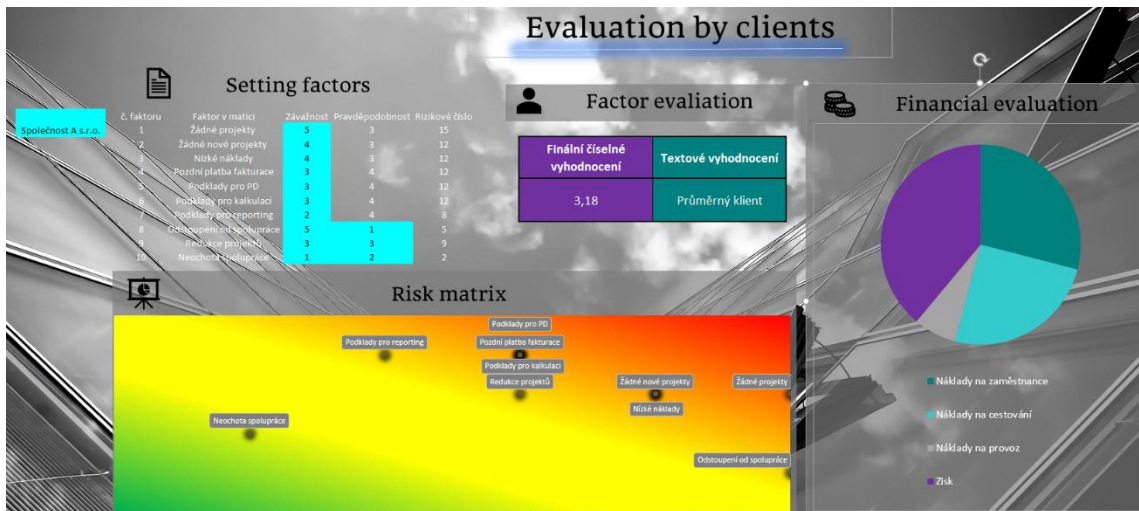 Evaluation by clients
Setting factors
č. faktoru Faktor v matici Závažnost Pravděpodobnost Rizikové číslo
Společnost A s.r.o. 1 Žádné projekty 5 3 15
2 Žádné nové projekty 4 3 12
3 Nízké náklady 4 3 12
4 Pozdní platba fakturace 3 4 12
5 Podklady pro PD 3 4 12
6 Podklady pro kalkulaci 3 4 12
7 Podklady pro reporting 2 4 8
8 Odstoupení od spolupráce 5 1 5
9 Redukce projektů 3 3 9
10 Neochota spolupráce 1 2 2
Factor evaliation
Finální číselné
vyhodnocení
Textové vyhodnocení
3,18 Průměrný klient
Financial evaluation
Náklady na zaměstnance
Náklady na cestování
Náklady na provoz
Zisk
Risk matrix
Podklady pro PD
Podklady pro reporting
Pozdní platba fakturace
Podklady pro kalkulaci
Redukce projektů
Žádné nové projekty
Žádné projekty
Nízké náklady
Neochota spolupráce
Odstoupení od spolupráce